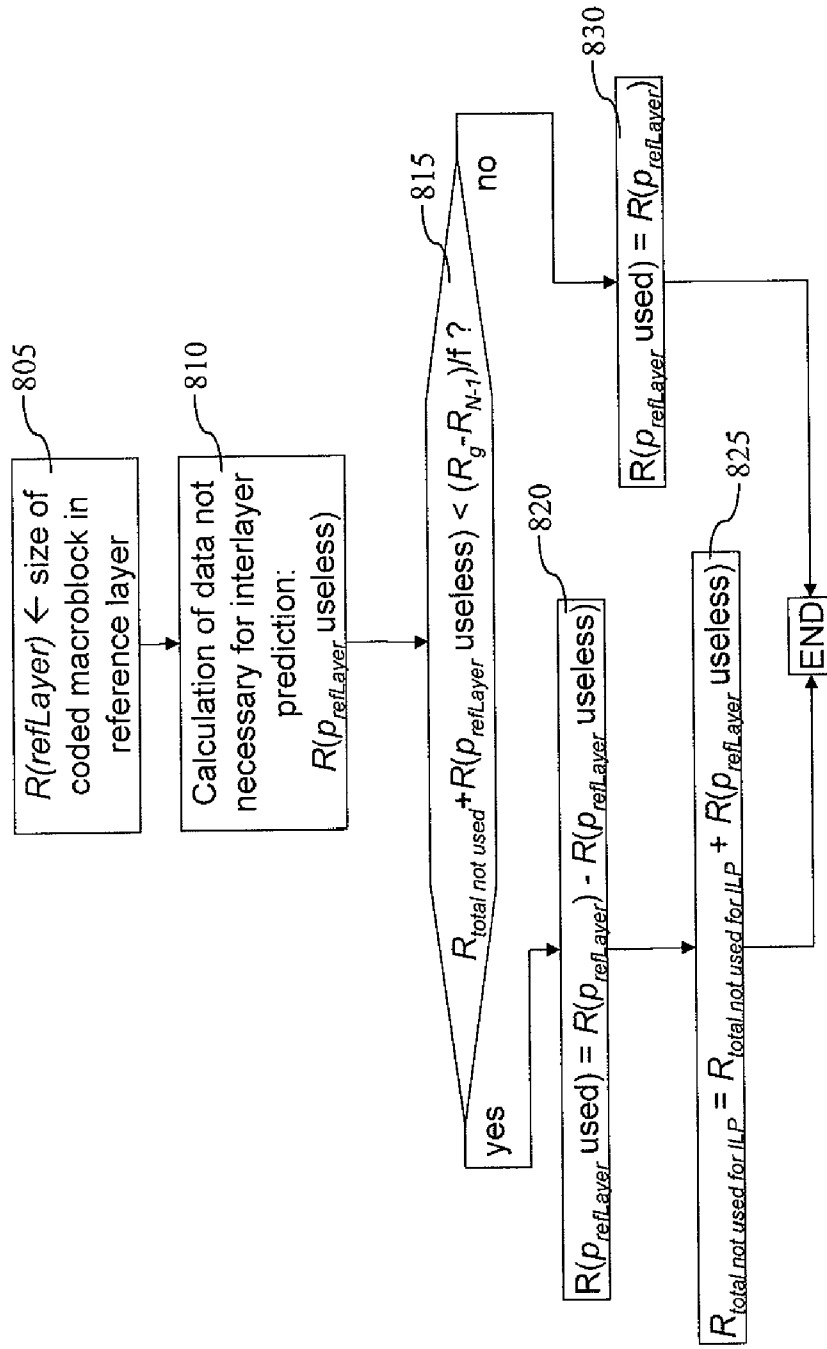 R(refLayer) ← size of
coded macroblock in
reference layer
805
Calculation of data not
necessary for interlayer
prediction:
R(p_refLayer useless)
810
R_total not used+R(p_refLayer useless) < (R_g-R_N-1)/f ?
815
yes
no
R(p_refLayer used) = R(p_refLayer) - R(p_refLayer useless)
820
R(p_refLayer used) = R(p_refLayer)
830
R_total not used for ILP = R_total not used for ILP + R(p_refLayer useless)
825
END